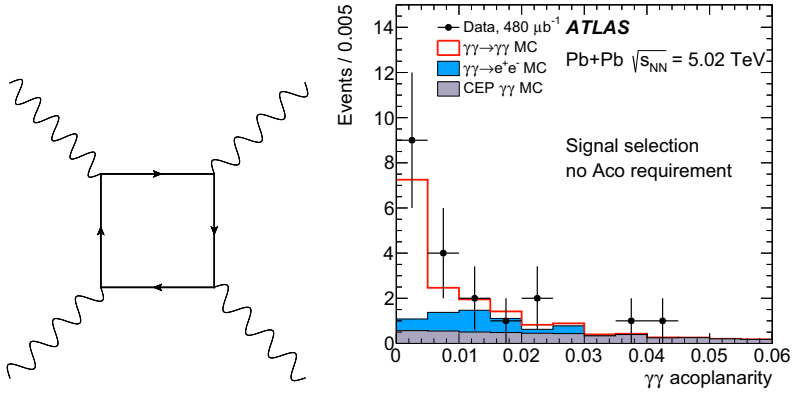 Data, 480 μb⁻¹
γγ→γγ MC
γγ→e⁺e⁻ MC
CEP γγ MC
ATLAS
Pb+Pb √s_NN = 5.02 TeV
Signal selection
no Aco requirement
Events / 0.005
14
12
10
8
6
4
2
0
0 0.01 0.02 0.03 0.04 0.05 0.06
γγ acoplanarity